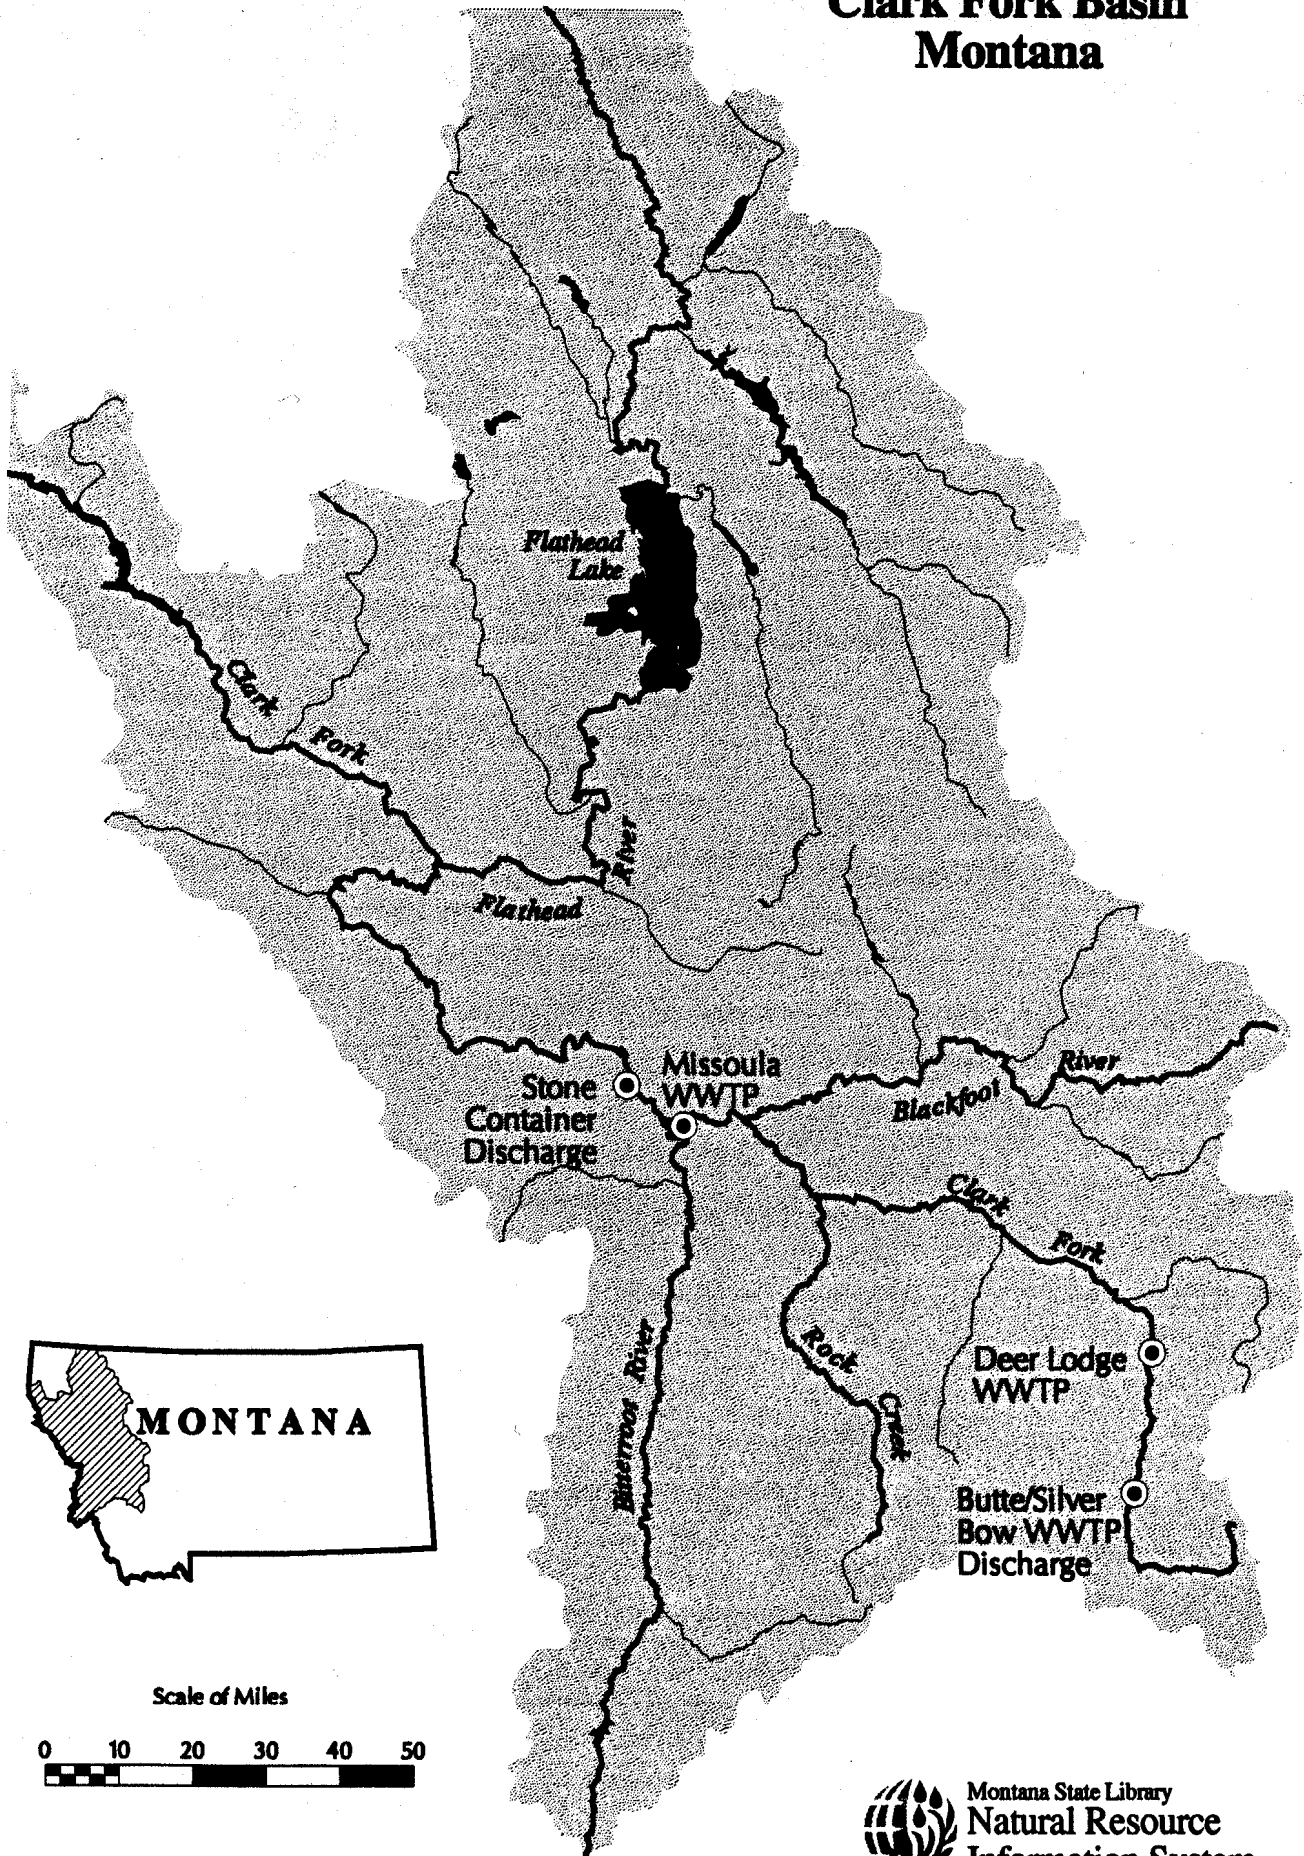 Clark Fork Basin
Montana
Flathead
Lake
Clark
Fork
River
Flathead
Missoula
WWTP
Stone
Container
Discharge
River
Blackfoot
Clark
Fork
Rock
Creek
Bitterroot River
Deer Lodge
WWTP
Butte/Silver
Bow WWTP
Discharge
MONTANA
Scale of Miles
0 10 20 30 40 50
Montana State Library
Natural Resource
Information System